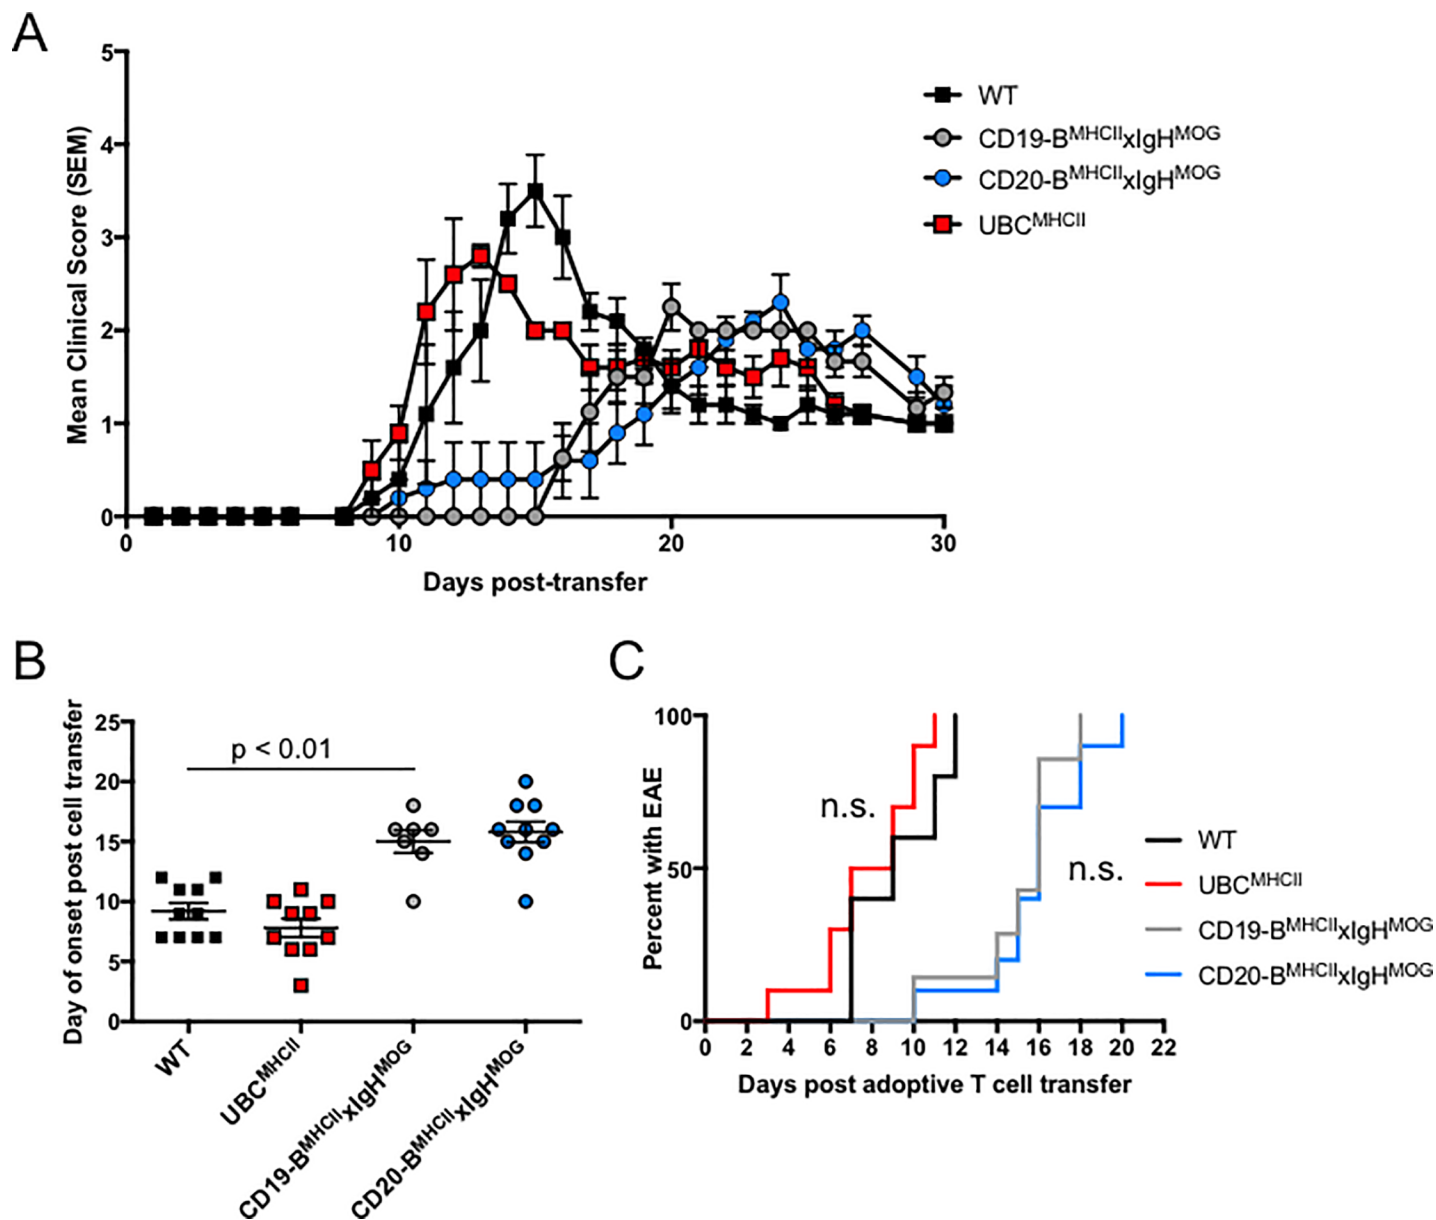 A
5
4
3
2
1
0
Mean Clinical Score (SEM)
0 10 20 30
Days post-transfer
WT
CD19-B^MHCII xIgH^MOG
CD20-B^MHCII xIgH^MOG
UBC^MHCII
B
25
20
15
10
5
0
Day of onset post cell transfer
p < 0.01
WT
UBC^MHCII
CD19-B^MHCII xIgH^MOG
CD20-B^MHCII xIgH^MOG
C
100
50
0
Percent with EAE
n.s.
n.s.
0 2 4 6 8 10 12 14 16 18 20 22
Days post adoptive T cell transfer
WT
UBC^MHCII
CD19-B^MHCII xIgH^MOG
CD20-B^MHCII xIgH^MOG